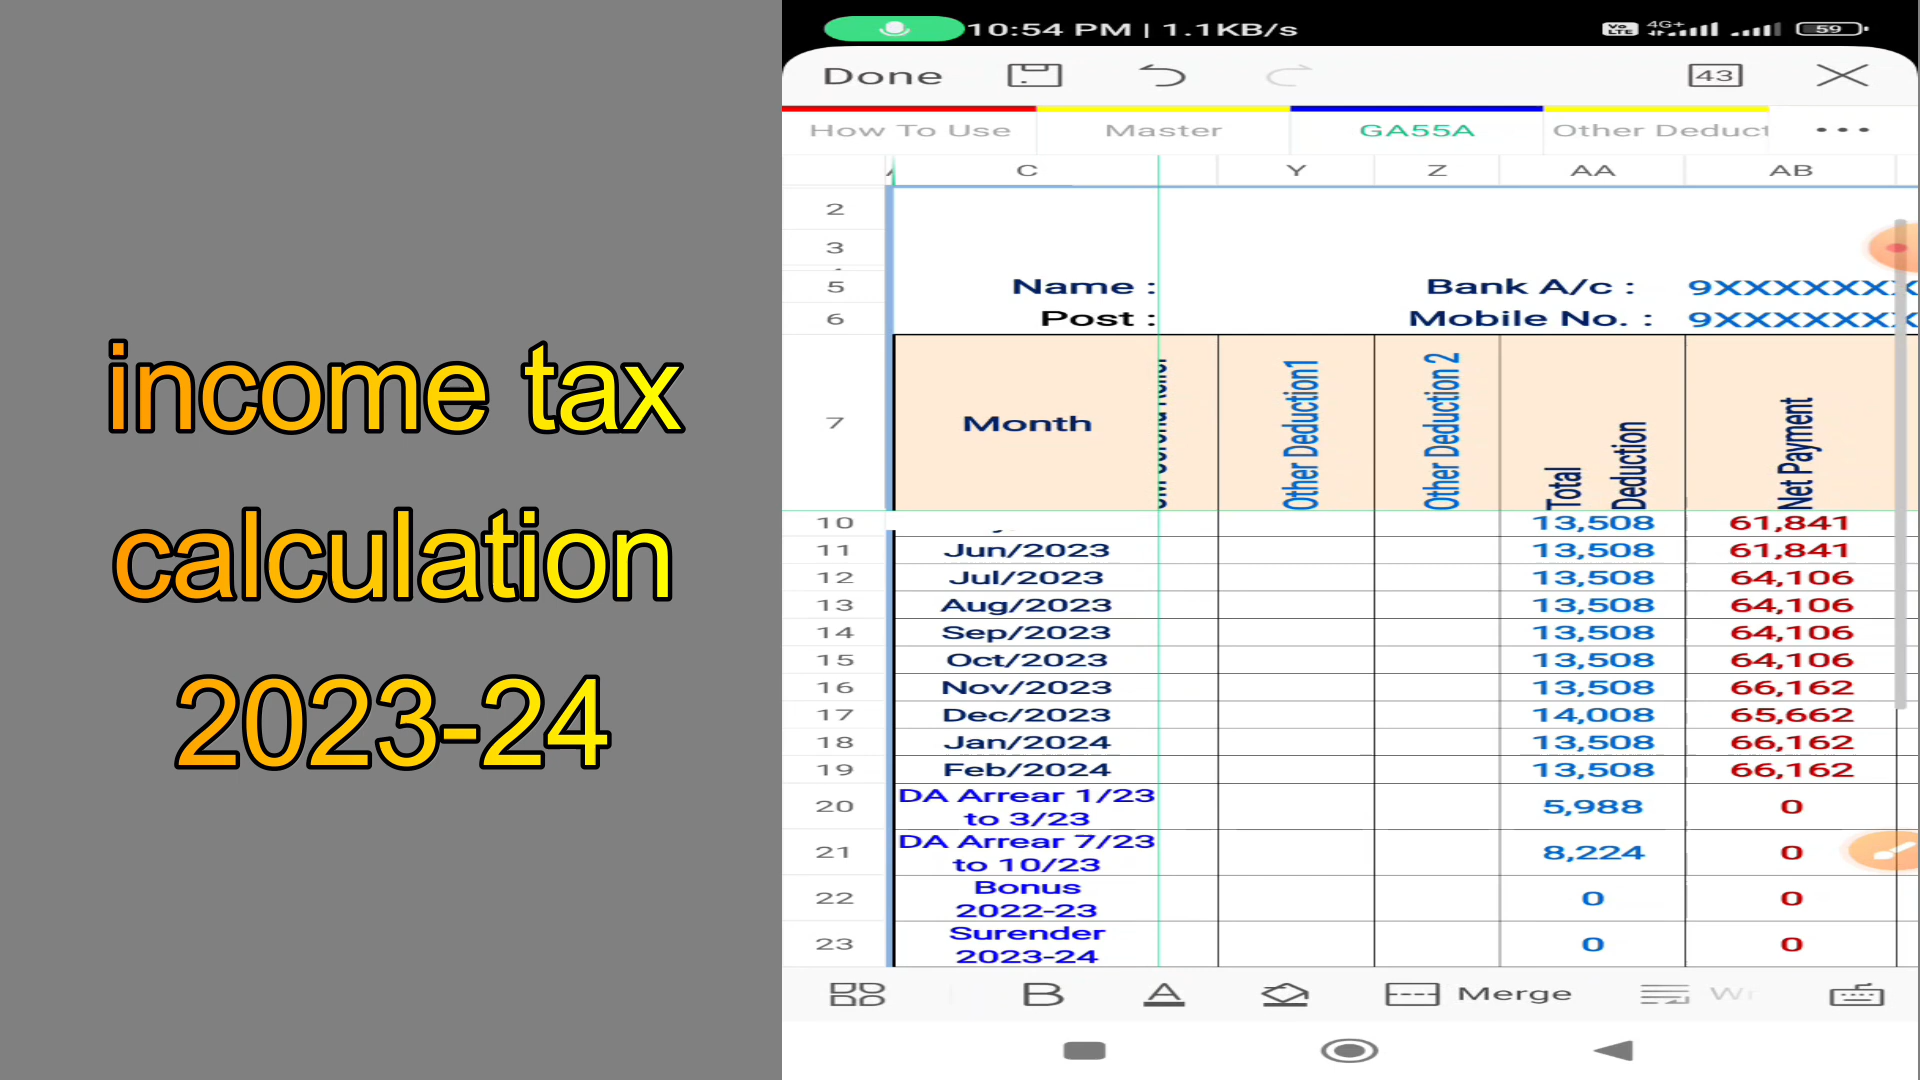 income tax
calculation
2023-24
10:54 PM | 1.1KB/s
Vo LTE 4G+ 59
Done 43
How To Use Master GA55A Other Deduct
C Y Z AA AB
2
3
5 Name : Bank A/c : 9XXXXXXX
6 Post : Mobile No. : 9XXXXXXX
7 Month Other Deduction1 Other Deduction 2 Total Deduction Net Payment
10 13,508 61,841
11 Jun/2023 13,508 61,841
12 Jul/2023 13,508 64,106
13 Aug/2023 13,508 64,106
14 Sep/2023 13,508 64,106
15 Oct/2023 13,508 64,106
16 Nov/2023 13,508 66,162
17 Dec/2023 14,008 65,662
18 Jan/2024 13,508 66,162
19 Feb/2024 13,508 66,162
20 DA Arrear 1/23 to 3/23 5,988 0
21 DA Arrear 7/23 to 10/23 8,224 0
22 Bonus 2022-23 0 0
23 Surender 2023-24 0 0
B A Merge Wr